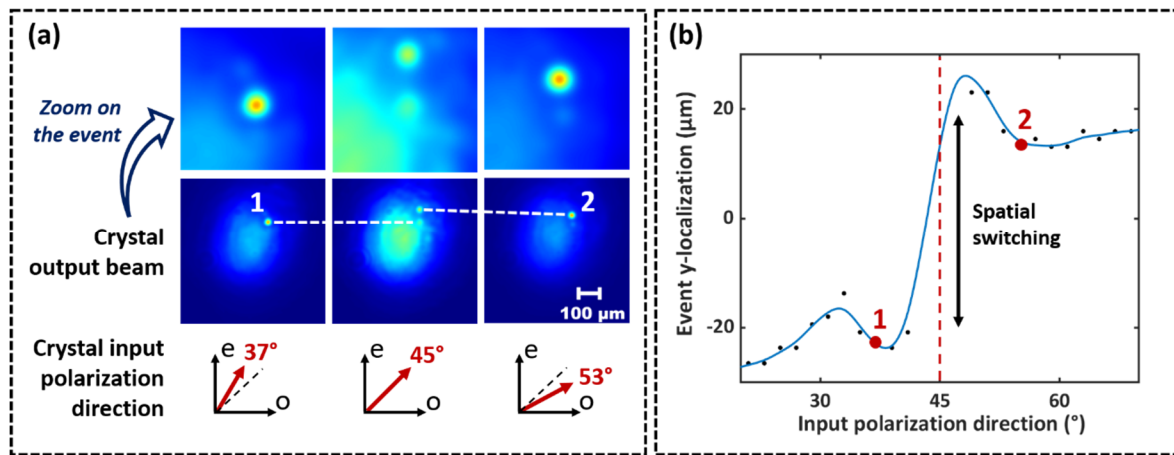 (a)
Zoom on
the event
1
2
Crystal
output beam
100 µm
Crystal input
polarization
direction
e
37°
o
e
45°
o
e
53°
o
(b)
Event y-localization (µm)
20
0
-20
1
2
Spatial
switching
30
45
60
Input polarization direction (°)